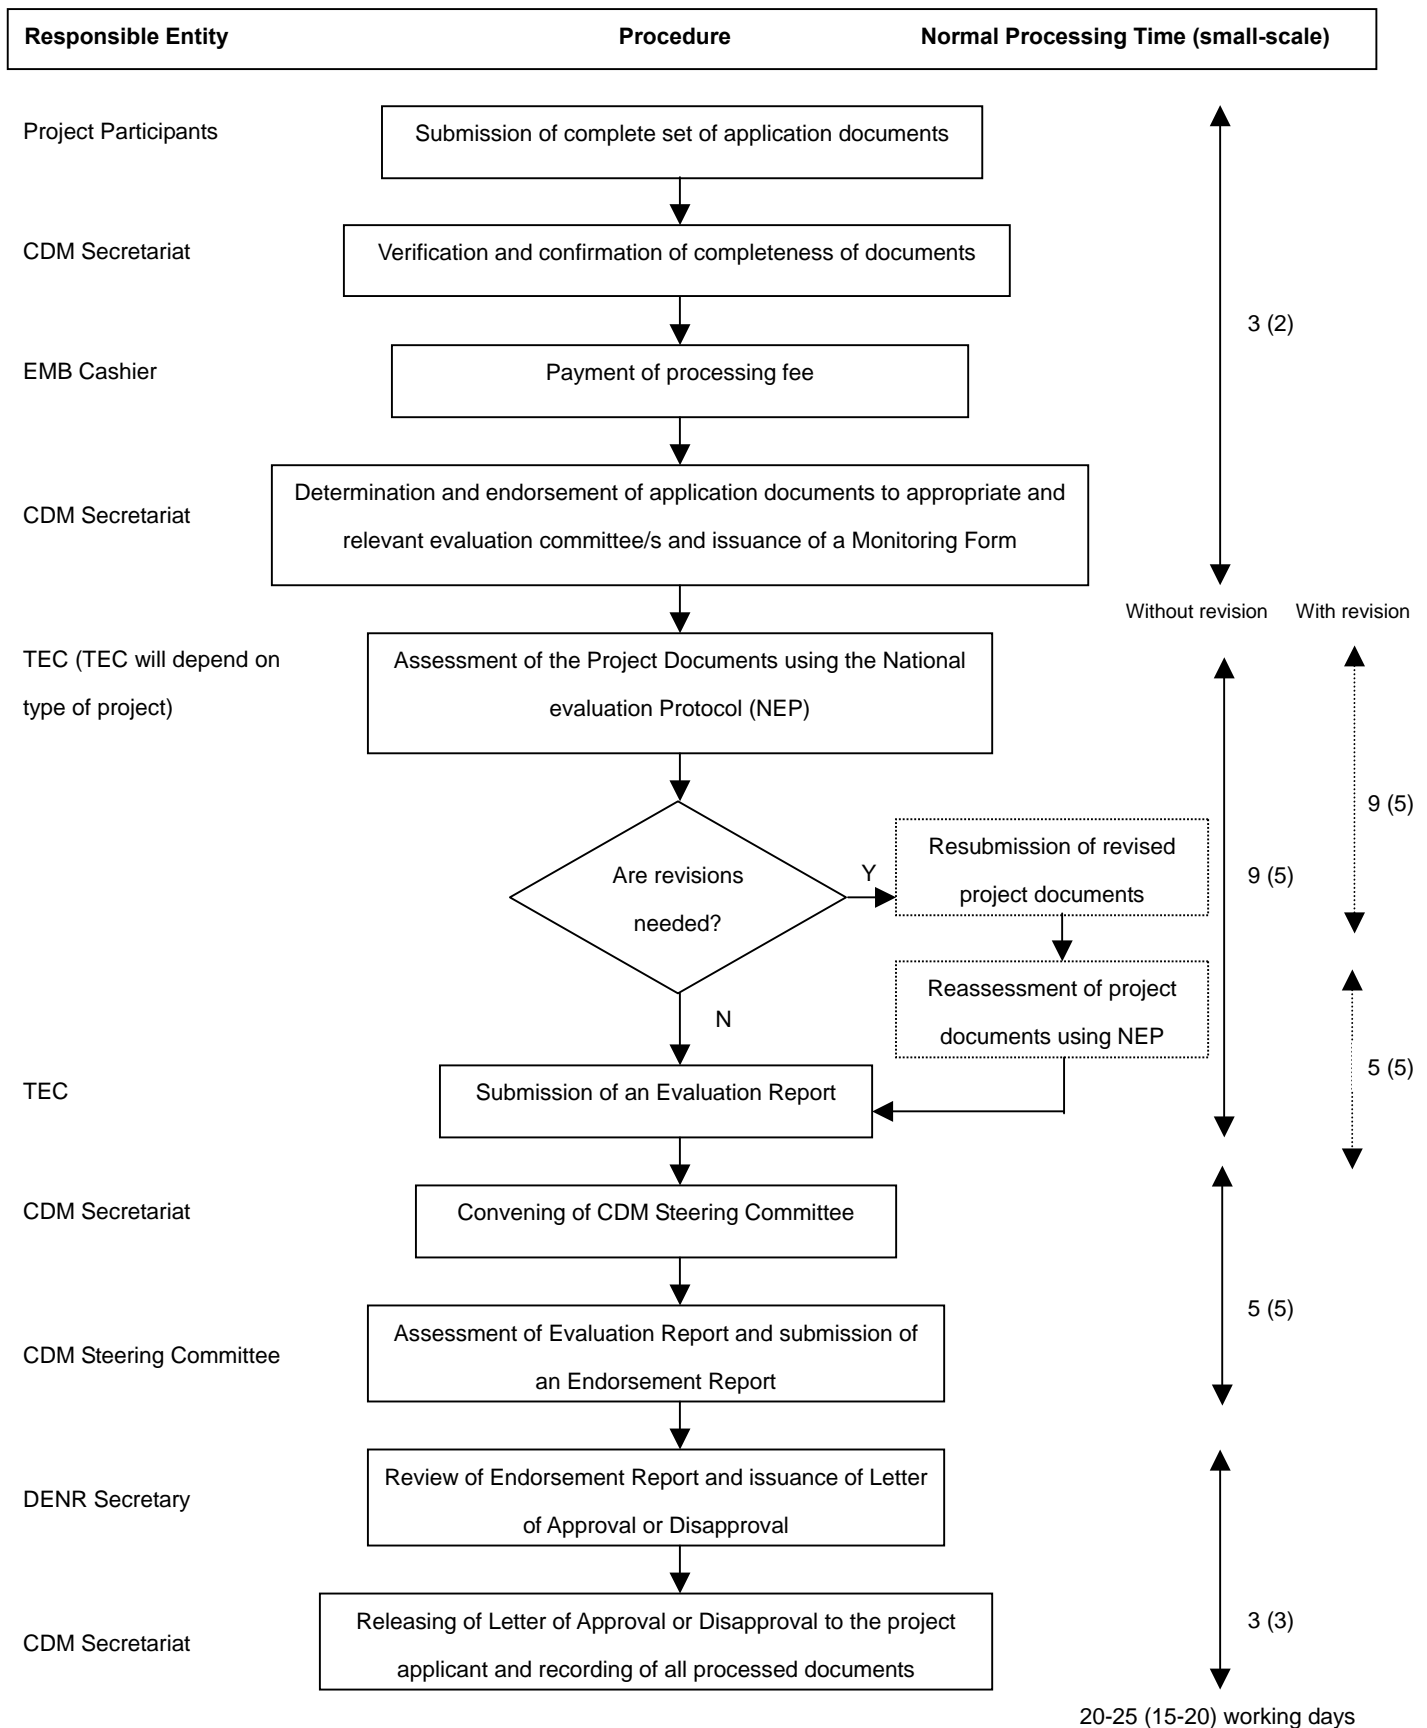 Responsible Entity Procedure Normal Processing Time (small-scale)
Project Participants
Submission of complete set of application documents
CDM Secretariat
Verification and confirmation of completeness of documents
3 (2)
EMB Cashier
Payment of processing fee
CDM Secretariat
Determination and endorsement of application documents to appropriate and
relevant evaluation committee/s and issuance of a Monitoring Form
Without revision With revision
TEC (TEC will depend on
type of project)
Assessment of the Project Documents using the National
evaluation Protocol (NEP)
9 (5)
Are revisions
needed?
Y
Resubmission of revised
project documents
9 (5)
N
Reassessment of project
documents using NEP
5 (5)
TEC
Submission of an Evaluation Report
CDM Secretariat
Convening of CDM Steering Committee
5 (5)
CDM Steering Committee
Assessment of Evaluation Report and submission of
an Endorsement Report
DENR Secretary
Review of Endorsement Report and issuance of Letter
of Approval or Disapproval
3 (3)
CDM Secretariat
Releasing of Letter of Approval or Disapproval to the project
applicant and recording of all processed documents
20-25 (15-20) working days